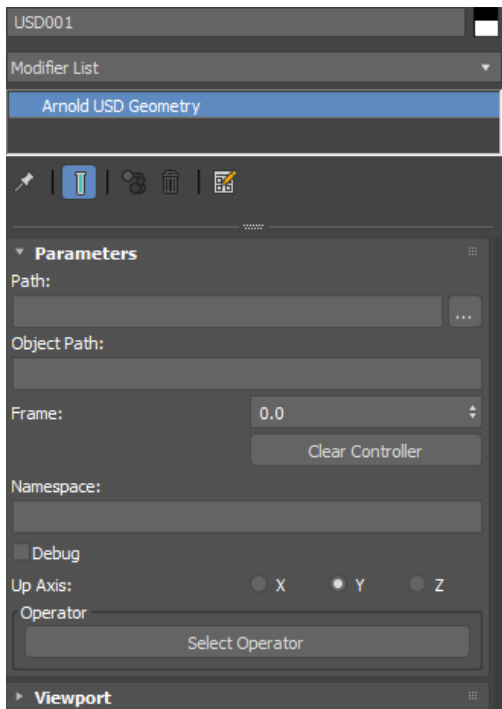 USD001
Modifier List
Arnold USD Geometry
Parameters
Path:
...
Object Path:
Frame: 0.0
Clear Controller
Namespace:
Debug
Up Axis: X Y Z
Operator
Select Operator
Viewport